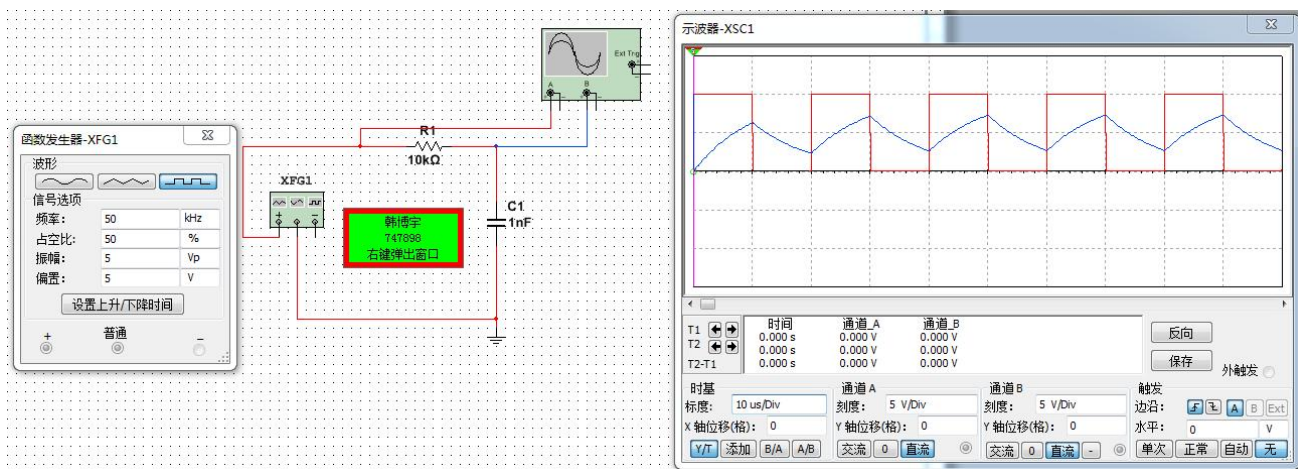 函数发生器-XFG1
波形
信号选项
频率: 50 kHz
占空比: 50 %
振幅: 5 Vp
偏置: 5 V
设置上升/下降时间
+ 普通 −
XFG1
+ −
韩博宇
747898
右键弹出窗口
R1
10kΩ
C1
1nF
Ext Trig
A B
示波器-XSC1
时间 通道_A 通道_B
T1 0.000 s 0.000 V 0.000 V
T2 0.000 s 0.000 V 0.000 V
T2-T1 0.000 s 0.000 V 0.000 V
反向
保存
外触发
时基
标度: 10 us/Div
X 轴位移(格): 0
Y/T 添加 B/A A/B
通道 A
刻度: 5 V/Div
Y 轴位移(格): 0
交流 0 直流
通道 B
刻度: 5 V/Div
Y 轴位移(格): 0
交流 0 直流 -
触发
边沿: A B Ext
水平: 0 V
单次 正常 自动 无